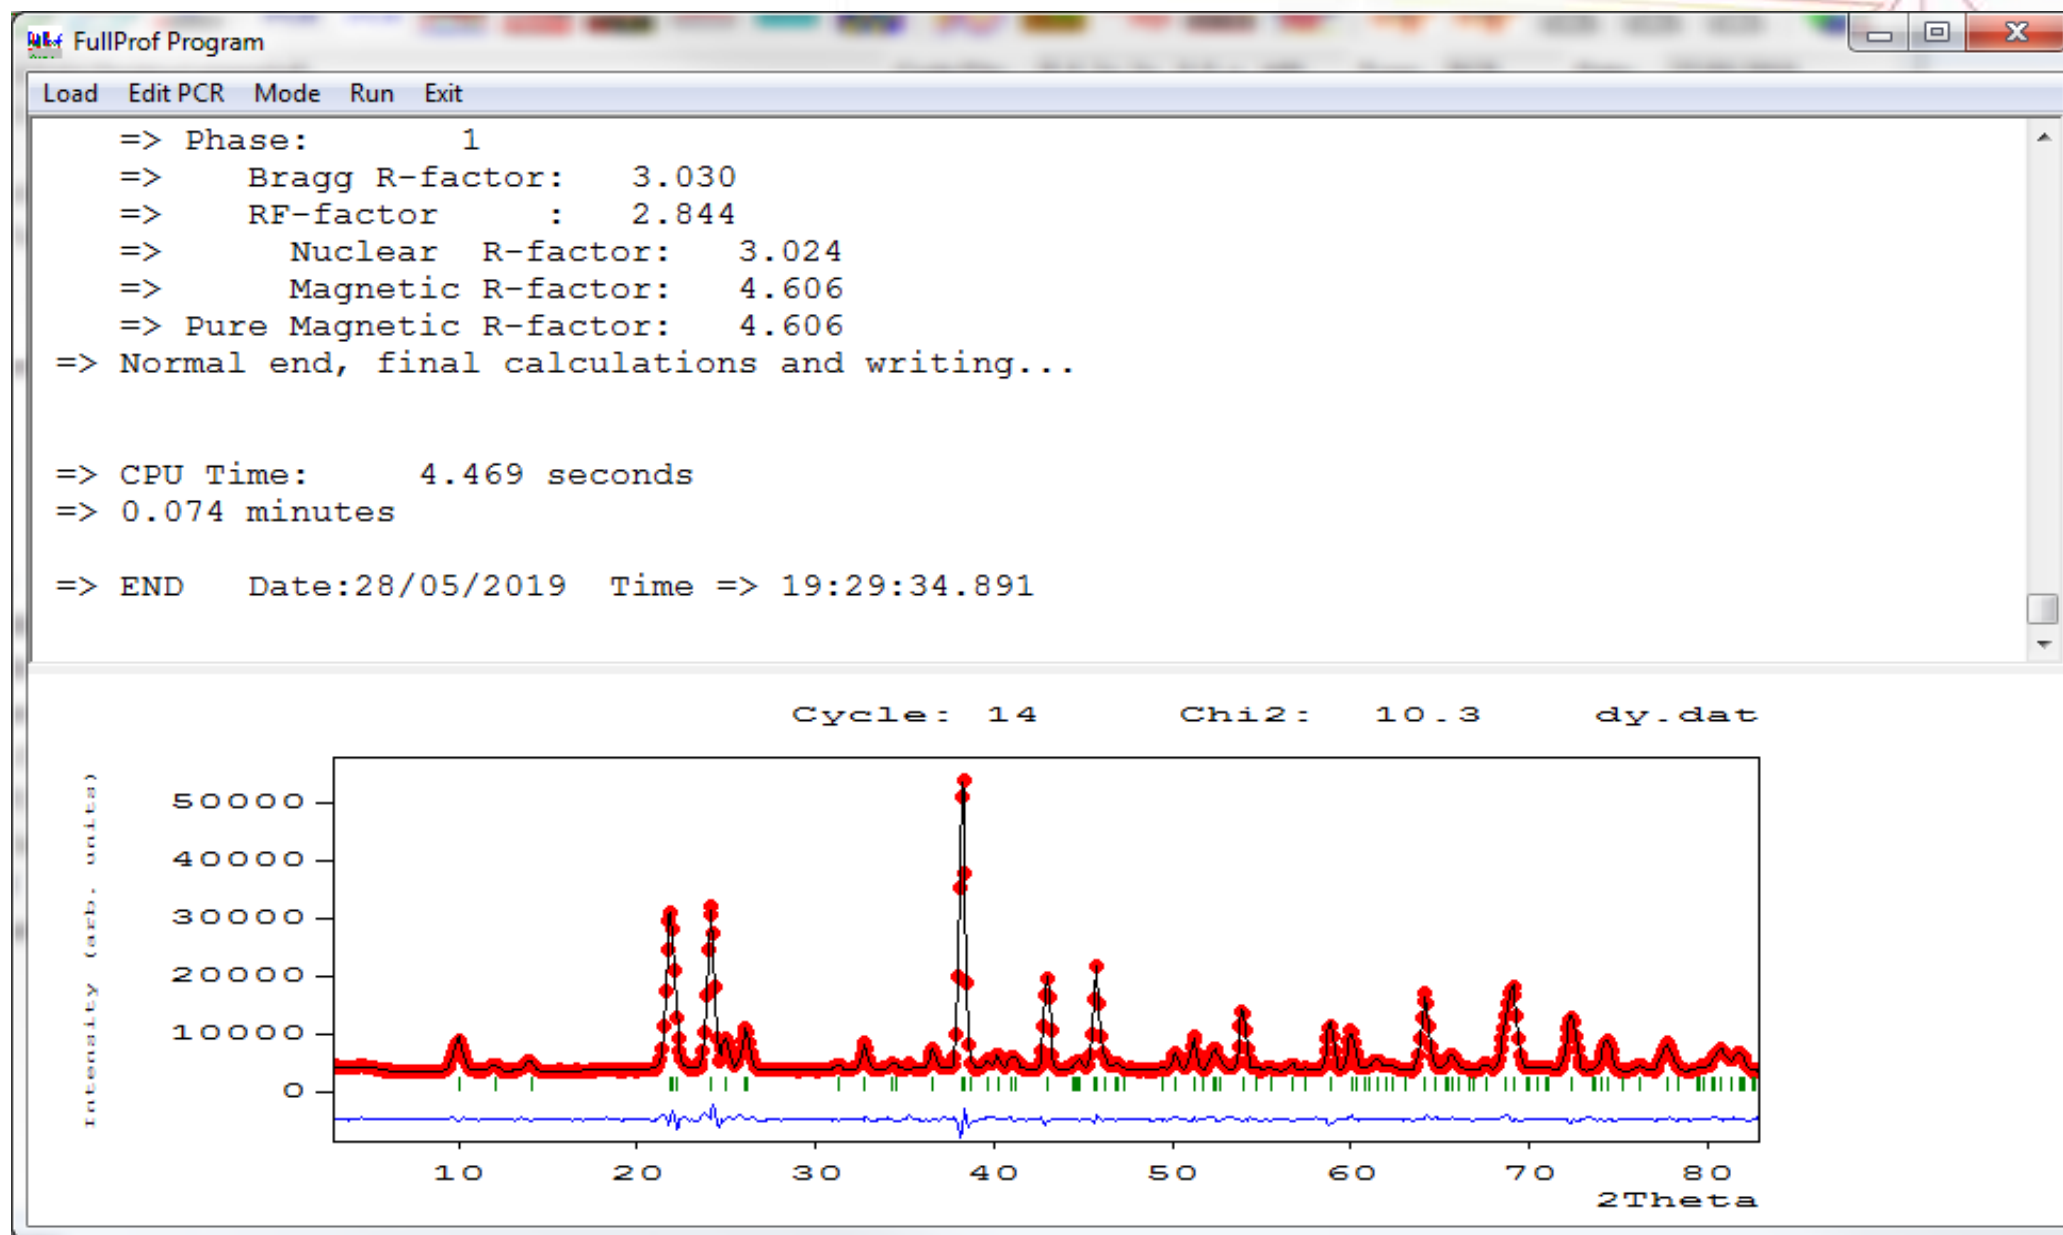 FullProf Program
Load Edit PCR Mode Run Exit
=> Phase: 1
=> Bragg R-factor: 3.030
=> RF-factor : 2.844
=> Nuclear R-factor: 3.024
=> Magnetic R-factor: 4.606
=> Pure Magnetic R-factor: 4.606
=> Normal end, final calculations and writing...
=> CPU Time: 4.469 seconds
=> 0.074 minutes
=> END Date:28/05/2019 Time => 19:29:34.891
Cycle: 14 Chi2: 10.3 dy.dat
Intensity (arb. units)
50000
40000
30000
20000
10000
0
10 20 30 40 50 60 70 80
2Theta